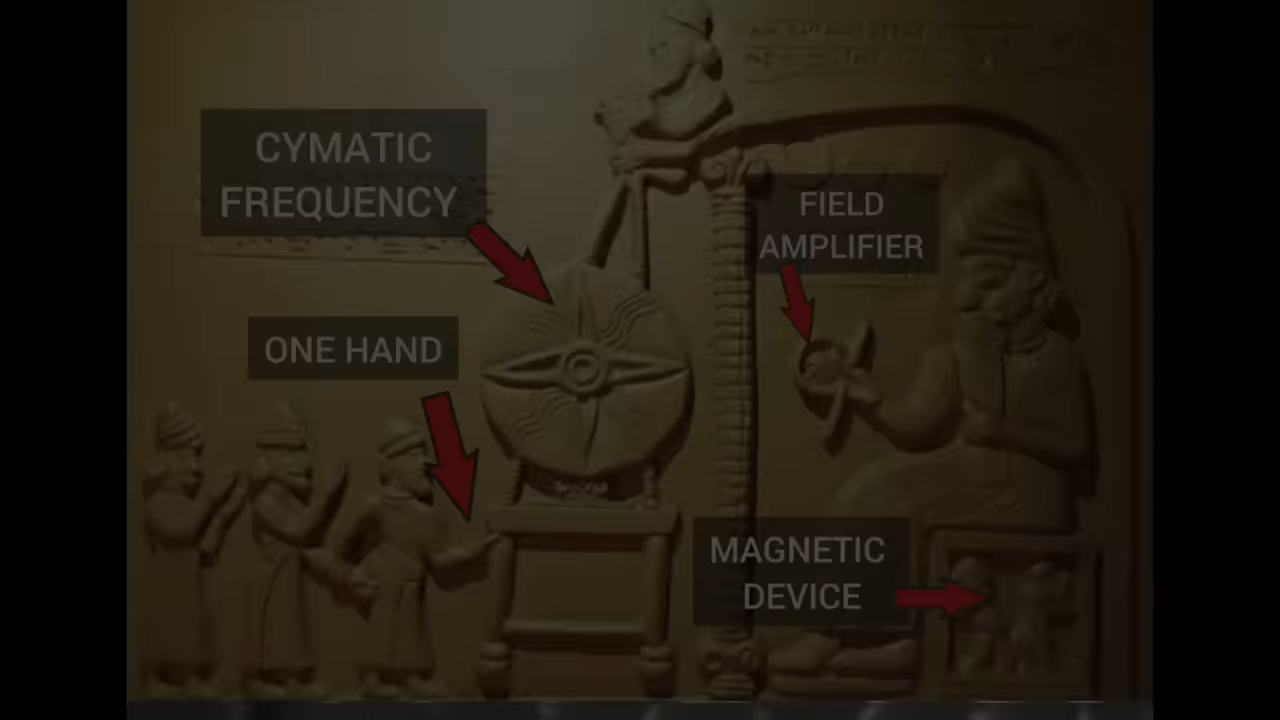 CYMATIC
FREQUENCY
FIELD
AMPLIFIER
ONE HAND
MAGNETIC
DEVICE